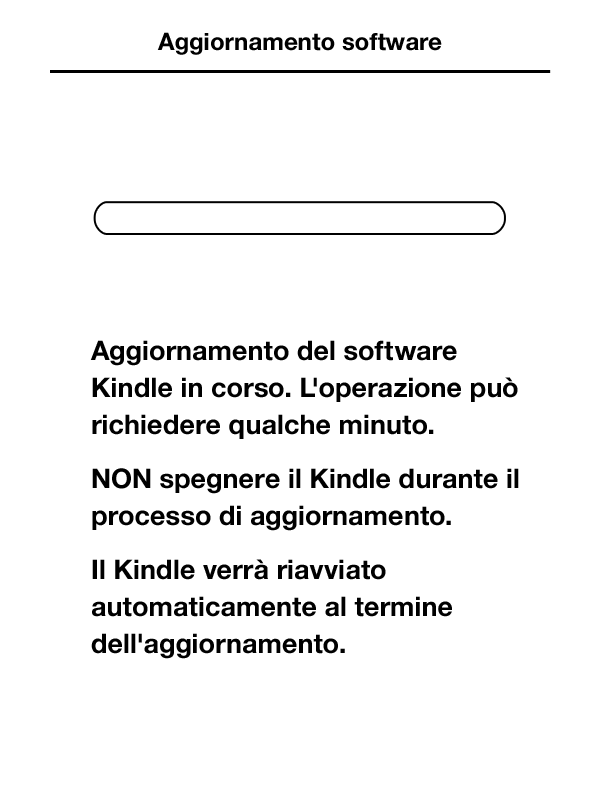 Aggiornamento software
Aggiornamento del software
Kindle in corso. L'operazione può
richiedere qualche minuto.
NON spegnere il Kindle durante il
processo di aggiornamento.
Il Kindle verrà riavviato
automaticamente al termine
dell'aggiornamento.